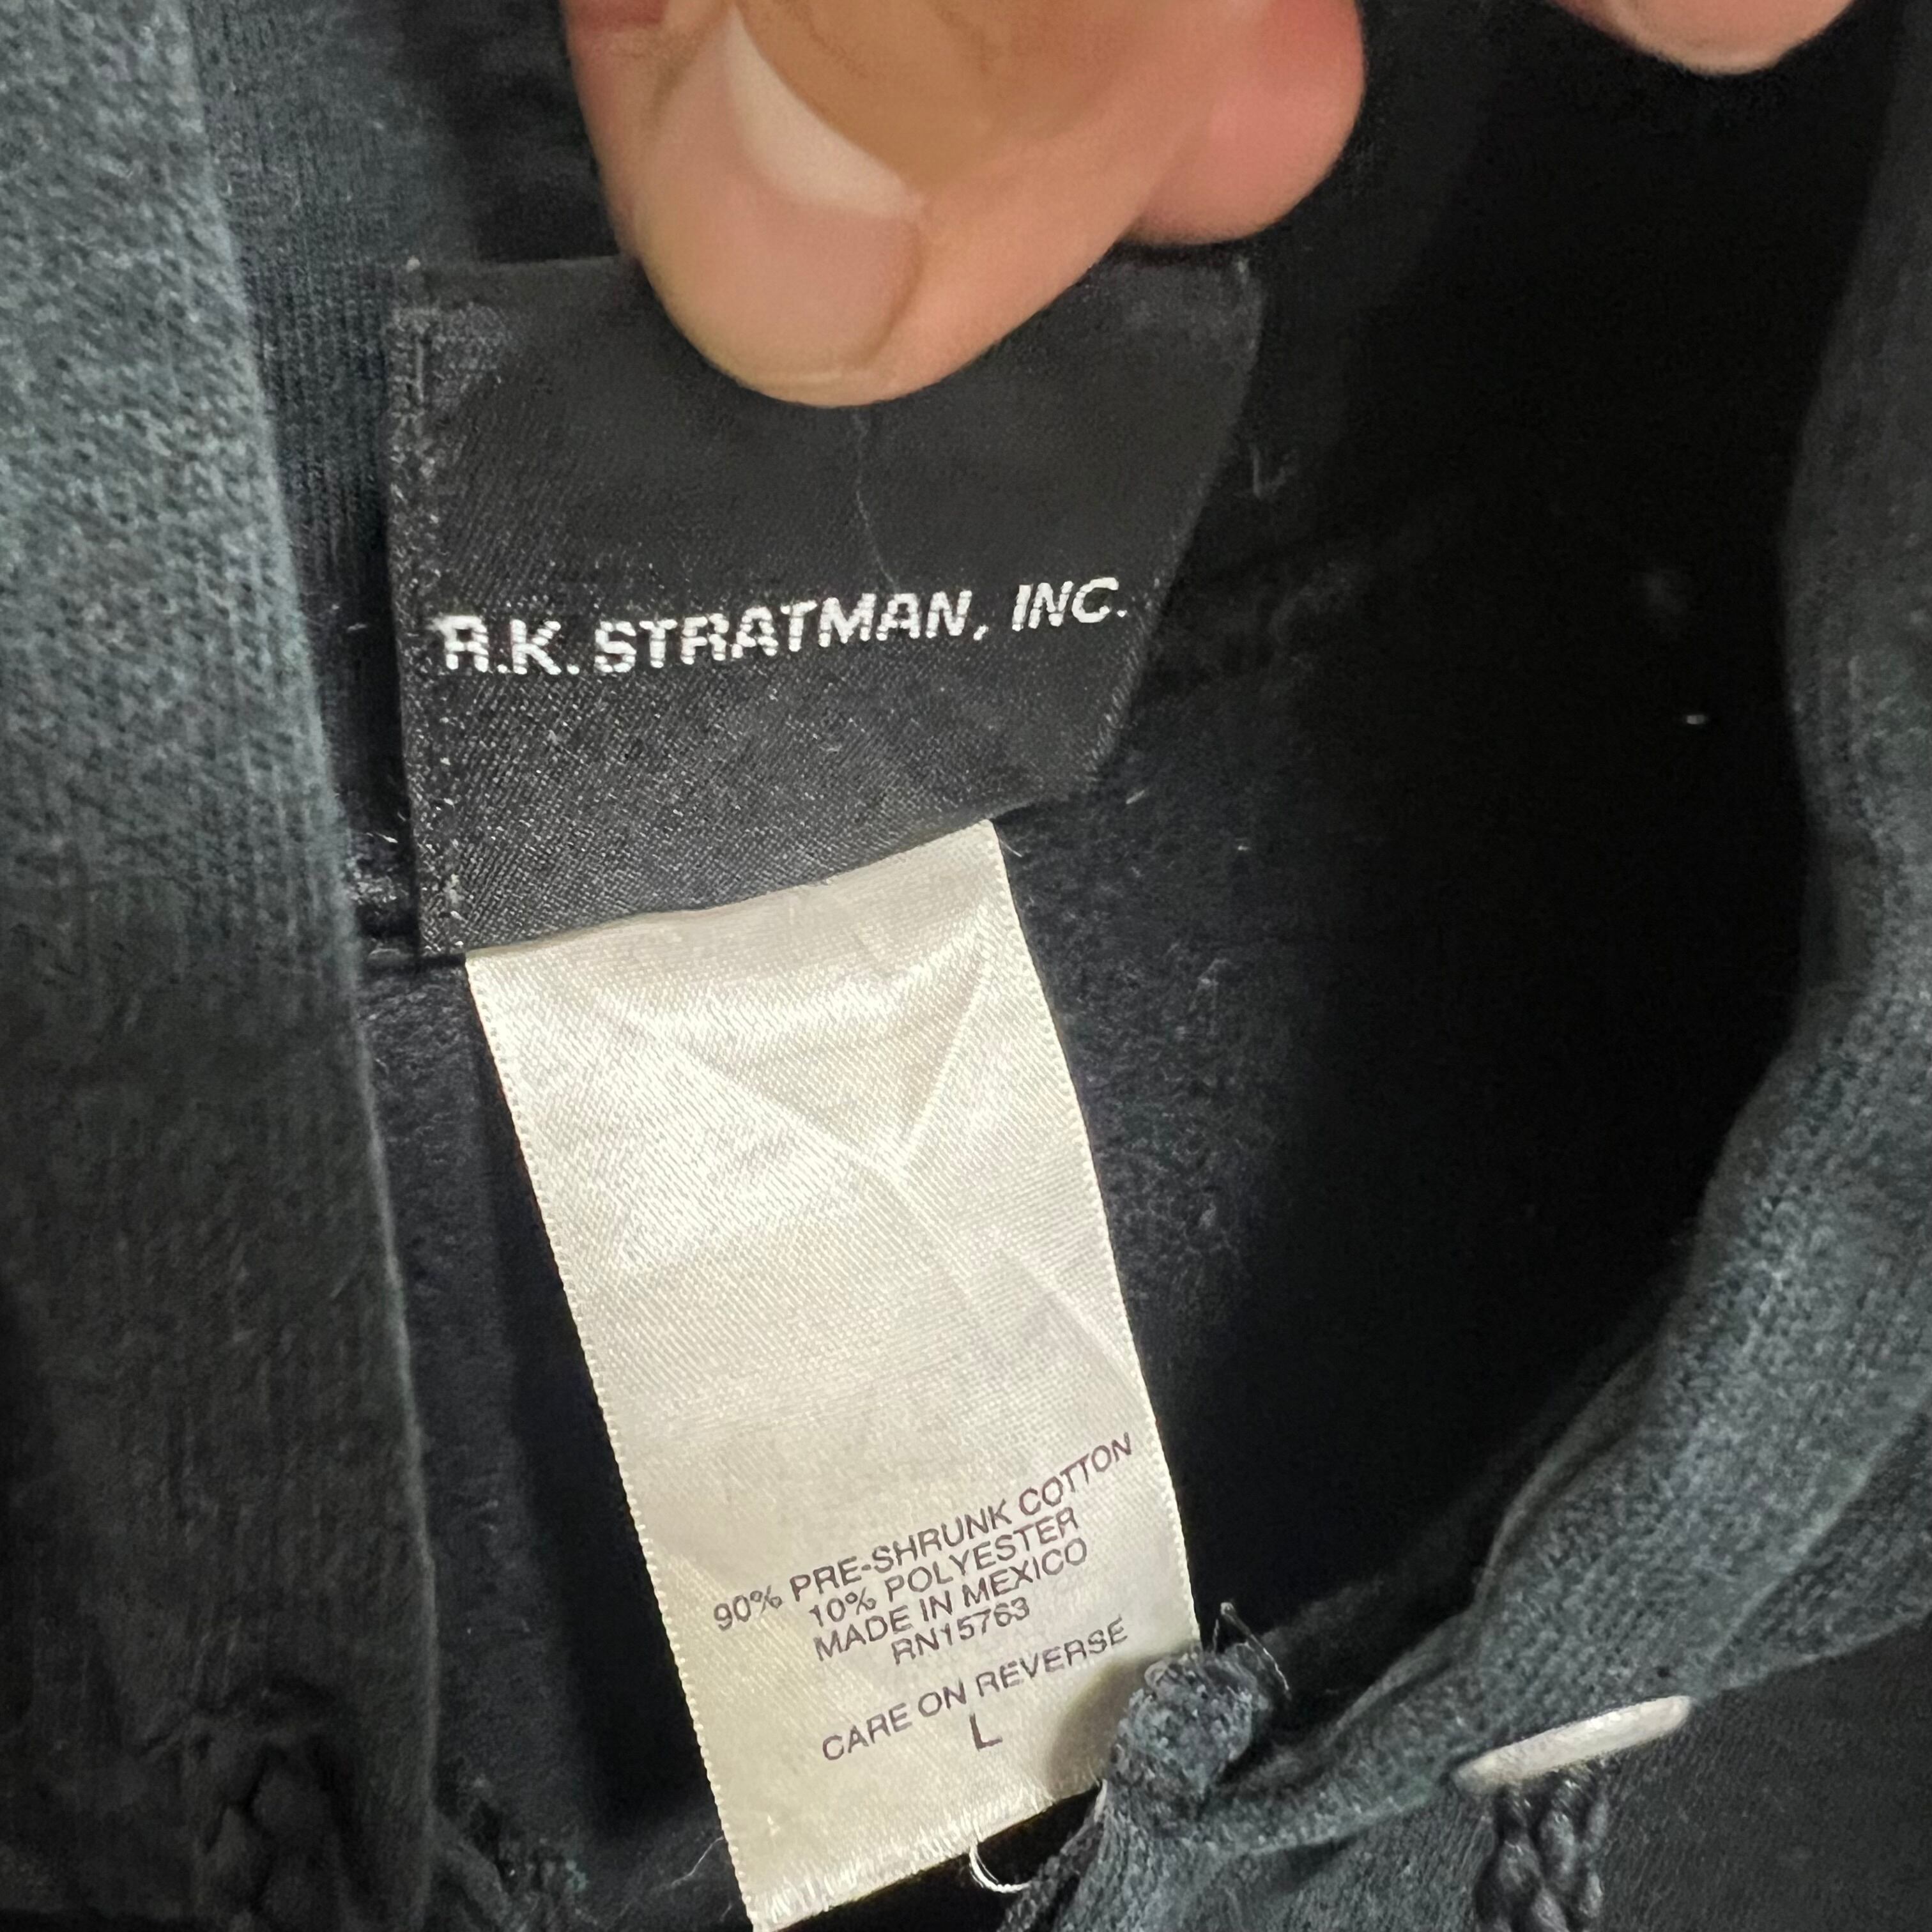 R.K. STRATMAN, INC.
90% PRE-SHRUNK COTTON
10% POLYESTER
MADE IN MEXICO
RN15763
CARE ON REVERSE
L